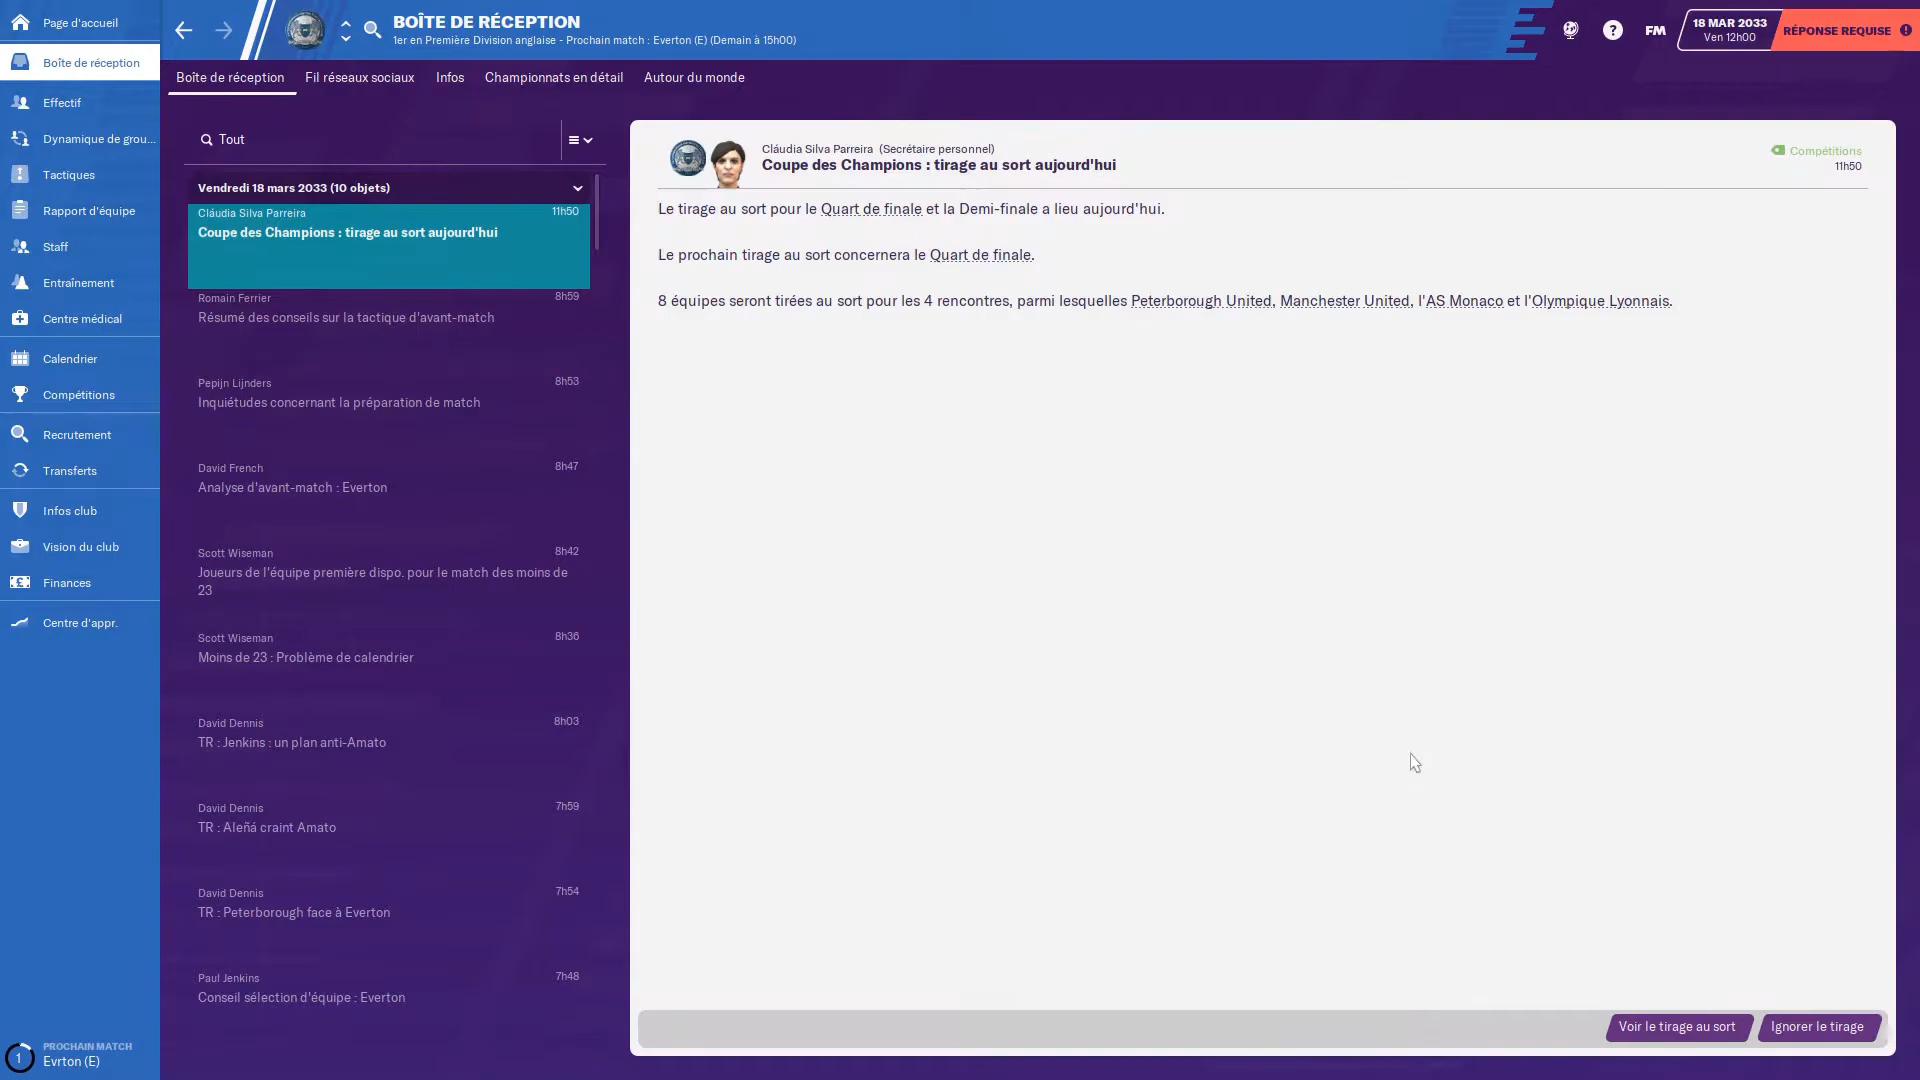 Page d'accueil
Boîte de réception
Effectif
Dynamique de grou...
Tactiques
Rapport d'équipe
Staff
Entraînement
Centre médical
Calendrier
Compétitions
Recrutement
Transferts
Infos club
Vision du club
Finances
Centre d'appr.
1
PROCHAIN MATCH
Evrton (E)
BOÎTE DE RÉCEPTION
1er en Première Division anglaise - Prochain match : Everton (E) (Demain à 15h00)
?
FM
18 MAR 2033
Ven 12h00
RÉPONSE REQUISE
Boîte de réception
Fil réseaux sociaux
Infos
Championnats en détail
Autour du monde
Tout
Vendredi 18 mars 2033 (10 objets)
Cláudia Silva Parreira 11h50
Coupe des Champions : tirage au sort aujourd'hui
Romain Ferrier 8h59
Résumé des conseils sur la tactique d'avant-match
Pepijn Lijnders 8h53
Inquiétudes concernant la préparation de match
David French 8h47
Analyse d'avant-match : Everton
Scott Wiseman 8h42
Joueurs de l'équipe première dispo. pour le match des moins de
23
Scott Wiseman 8h36
Moins de 23 : Problème de calendrier
David Dennis 8h03
TR : Jenkins : un plan anti-Amato
David Dennis 7h59
TR : Aleñá craint Amato
David Dennis 7h54
TR : Peterborough face à Everton
Paul Jenkins 7h48
Conseil sélection d'équipe : Everton
Cláudia Silva Parreira (Secrétaire personnel)
Coupe des Champions : tirage au sort aujourd'hui
Compétitions
11h50
Le tirage au sort pour le Quart de finale et la Demi-finale a lieu aujourd'hui.
Le prochain tirage au sort concernera le Quart de finale.
8 équipes seront tirées au sort pour les 4 rencontres, parmi lesquelles Peterborough United, Manchester United, l'AS Monaco et l'Olympique Lyonnais.
Voir le tirage au sort
Ignorer le tirage